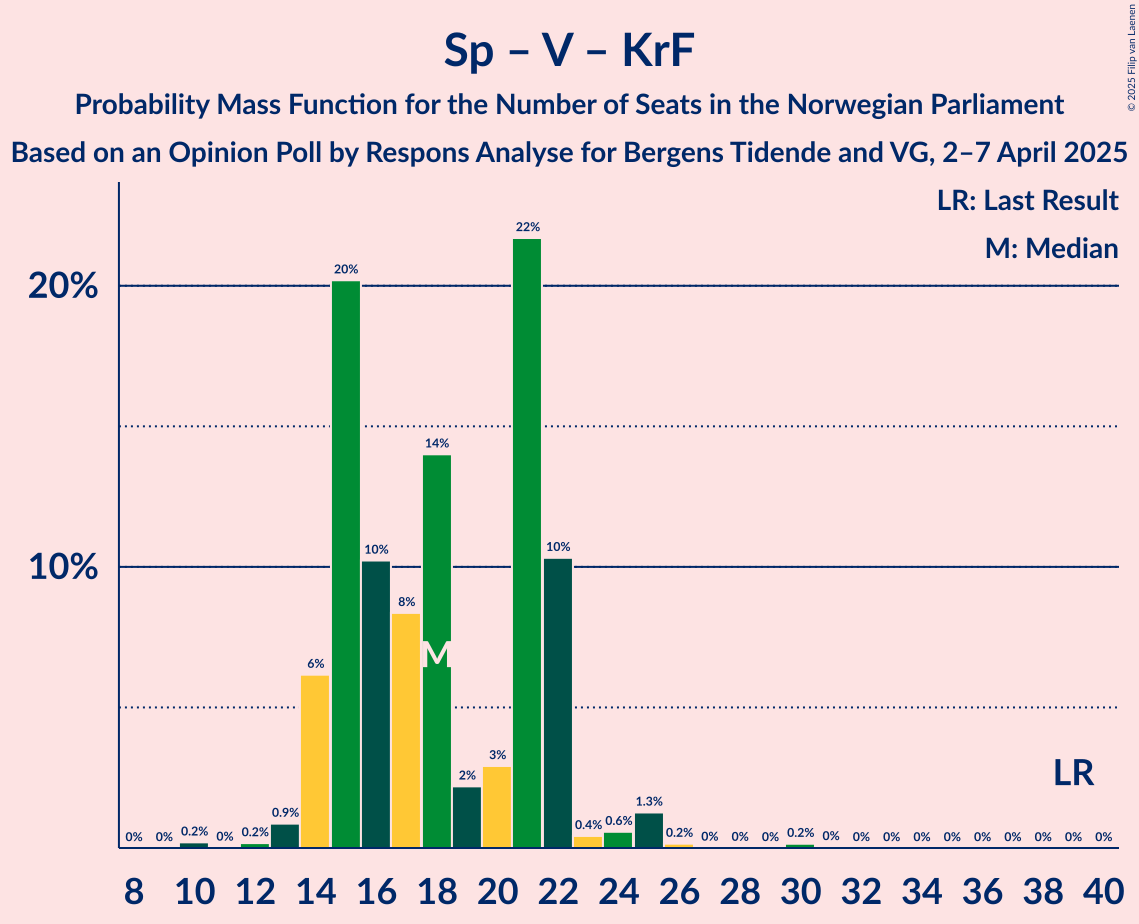 Sp – V – KrF
Probability Mass Function for the Number of Seats in the Norwegian Parliament
Based on an Opinion Poll by Respons Analyse for Bergens Tidende and VG, 2–7 April 2025
© 2025 Filip van Laenen
LR: Last Result
M: Median
22%
20%
20%
14%
10%
10%
10%
8%
M
6%
3%
LR
2%
1.3%
0% 0% 0.2% 0% 0.2% 0.9% 0.4% 0.6% 0.2% 0% 0% 0% 0.2% 0% 0% 0% 0% 0% 0% 0% 0% 0% 0%
8 10 12 14 16 18 20 22 24 26 28 30 32 34 36 38 40